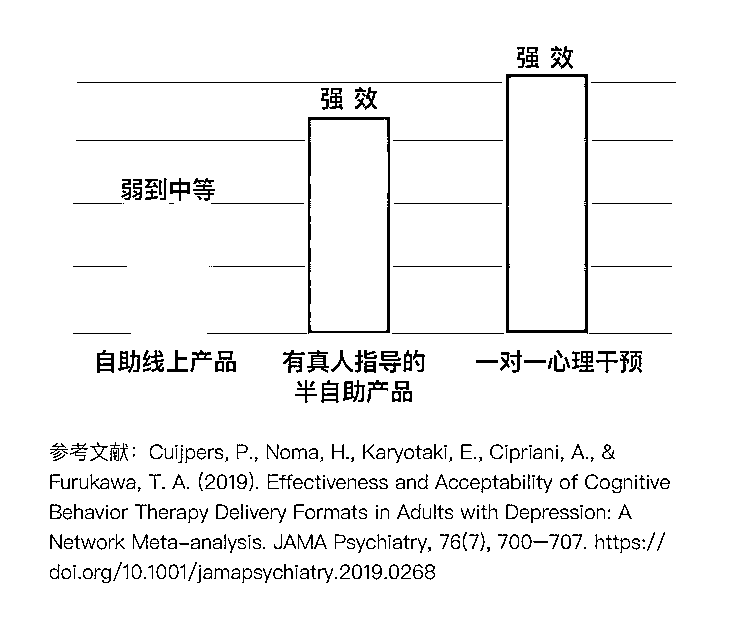 强 效
强 效
弱到中等
自助线上产品
有真人指导的
半自助产品
一对一心理干预
参考文献：Cuijpers, P., Noma, H., Karyotaki, E., Cipriani, A., &
Furukawa, T. A. (2019). Effectiveness and Acceptability of Cognitive
Behavior Therapy Delivery Formats in Adults with Depression: A
Network Meta-analysis. JAMA Psychiatry, 76(7), 700–707. https://
doi.org/10.1001/jamapsychiatry.2019.0268